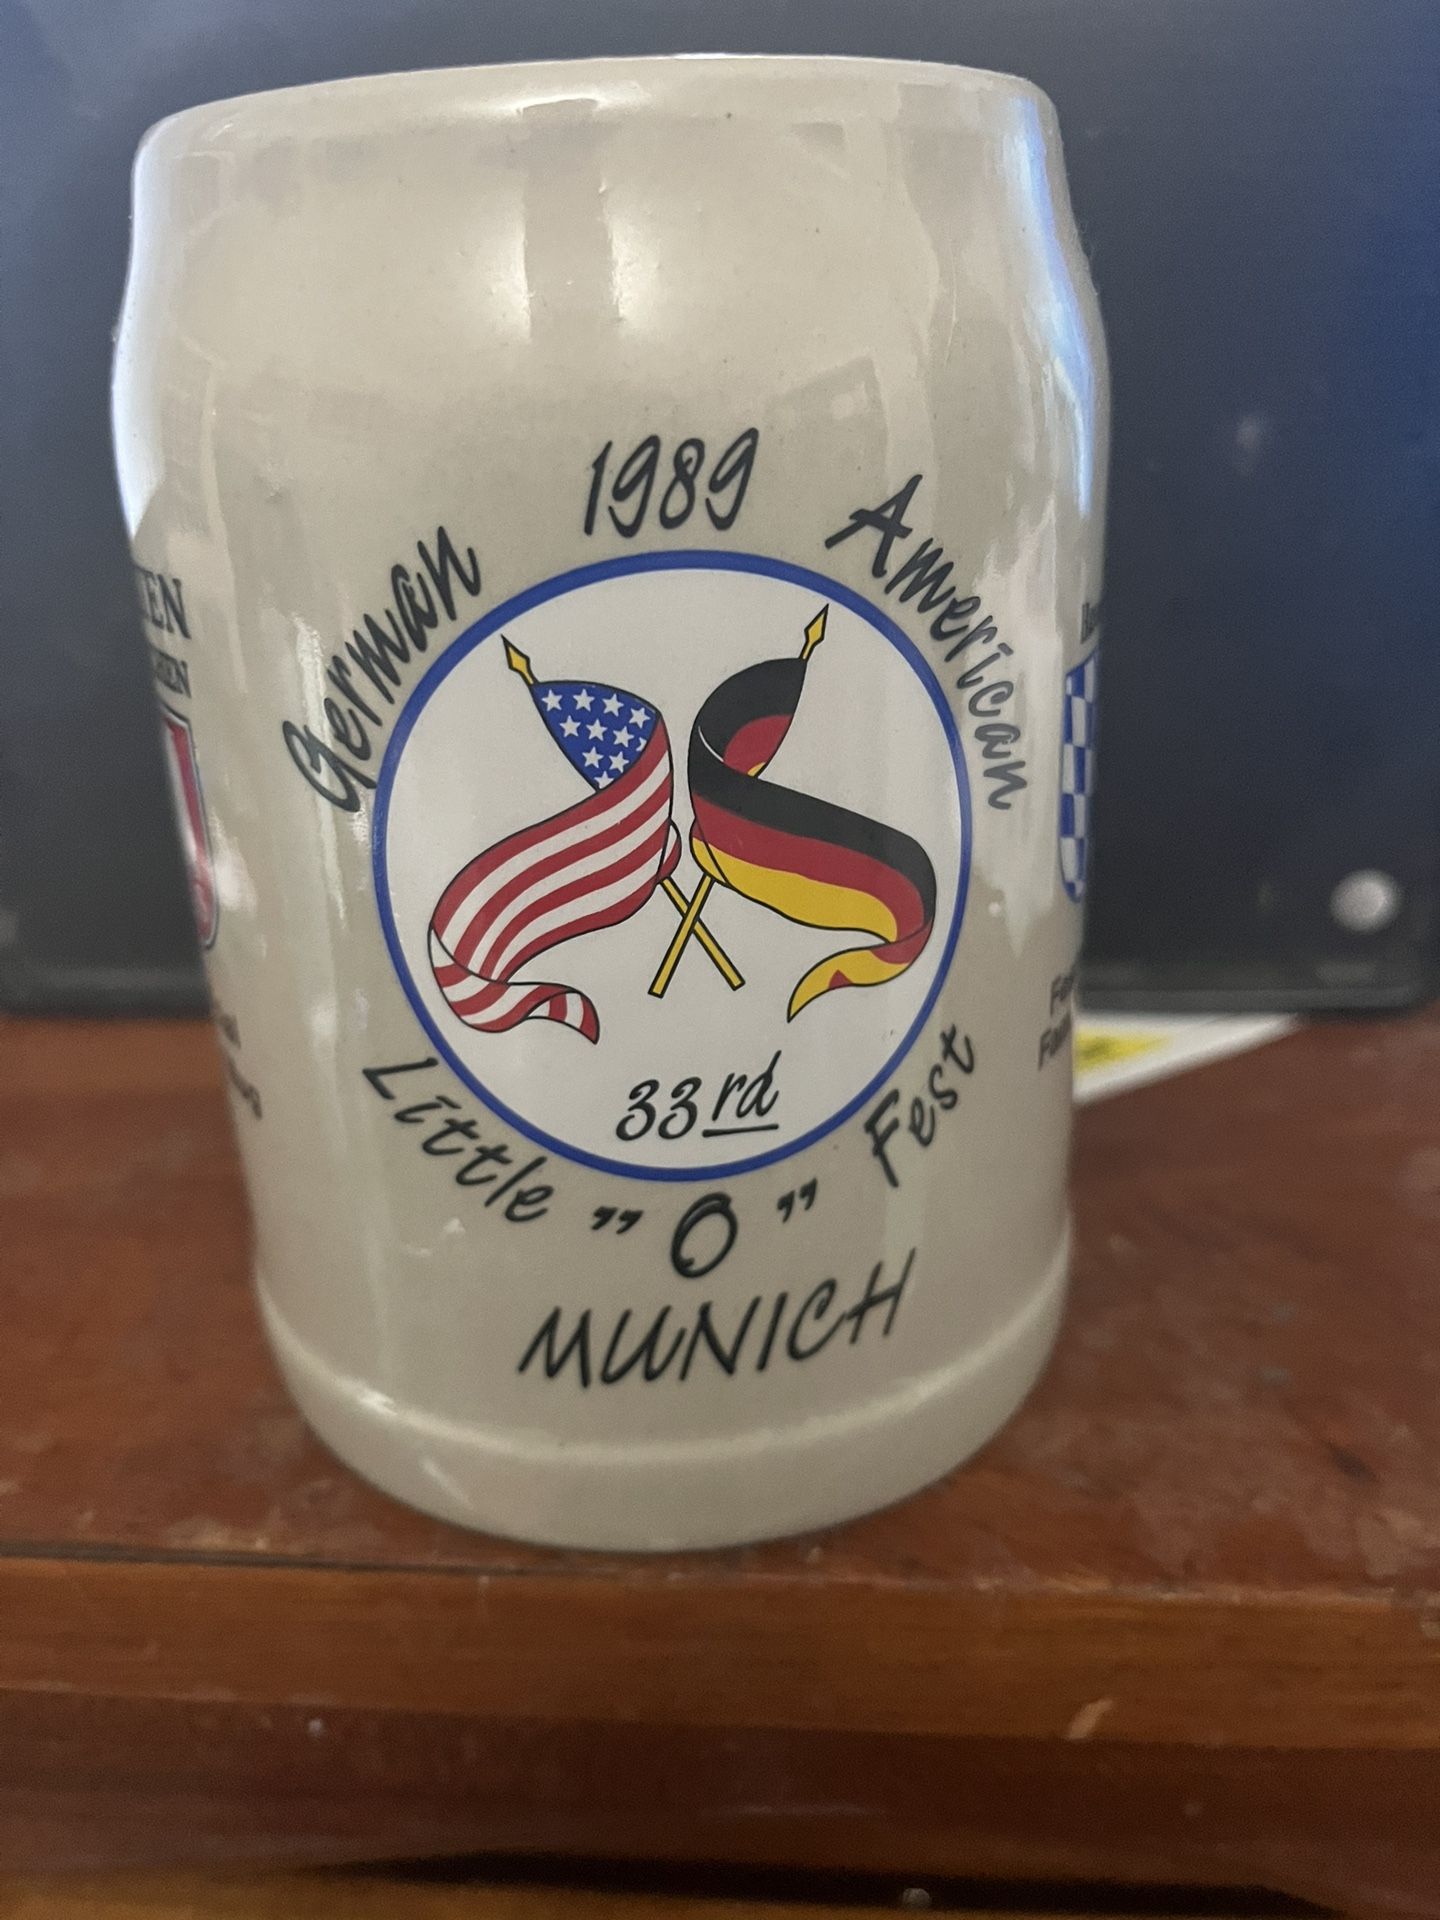 1989
German American
33rd
Little "O" Fest
MUNICH